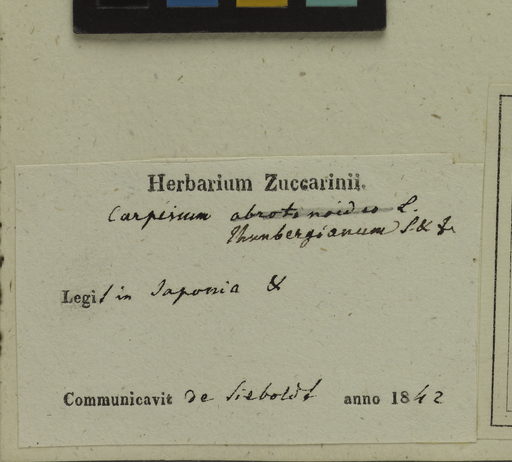 Herbarium Zuccarinii.
Carpesium abrotanoides L.
Thunbergianum S & Z
Legit in Japonia &
Communicavit de Siebold anno 1842